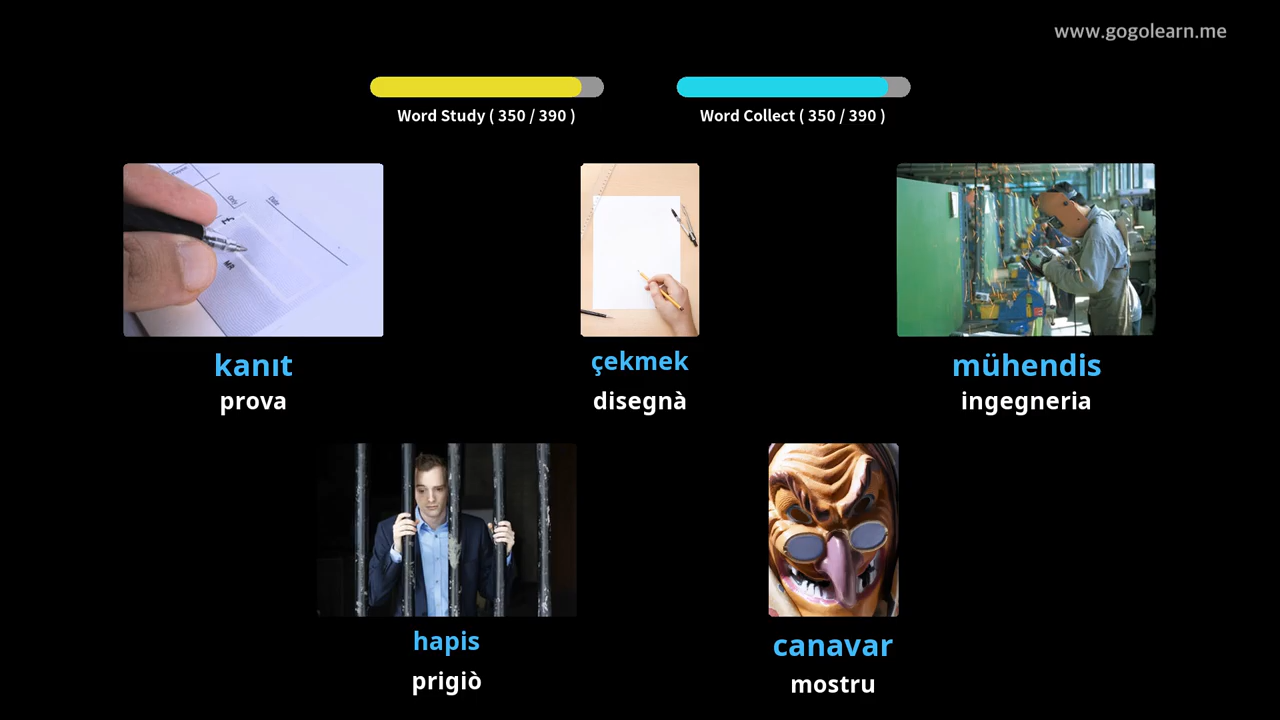 www.gogolearn.me
Word Study ( 350 / 390 )
Word Collect ( 350 / 390 )
£
MR
kanıt
prova
çekmek
disegnà
mühendis
ingegneria
hapis
prigiò
canavar
mostru